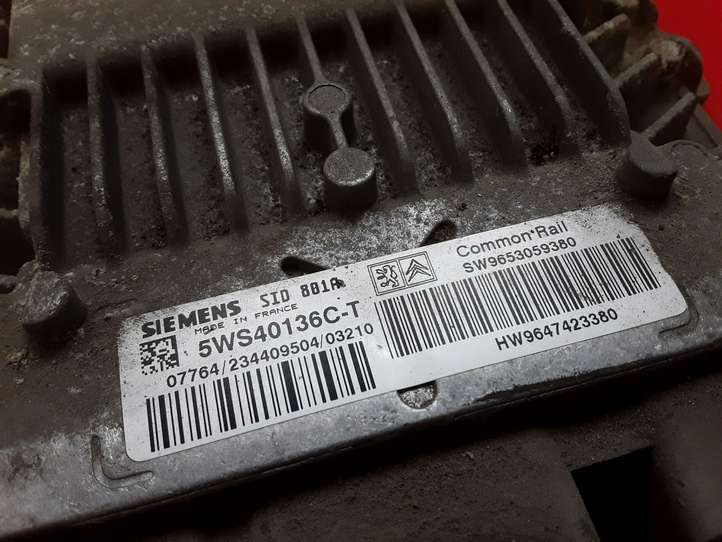 SIEMENS SID 801A
MADE IN FRANCE
5WS40136C-T
07764/234409504/03210
Common Rail
SW9653059380
HW9647423380